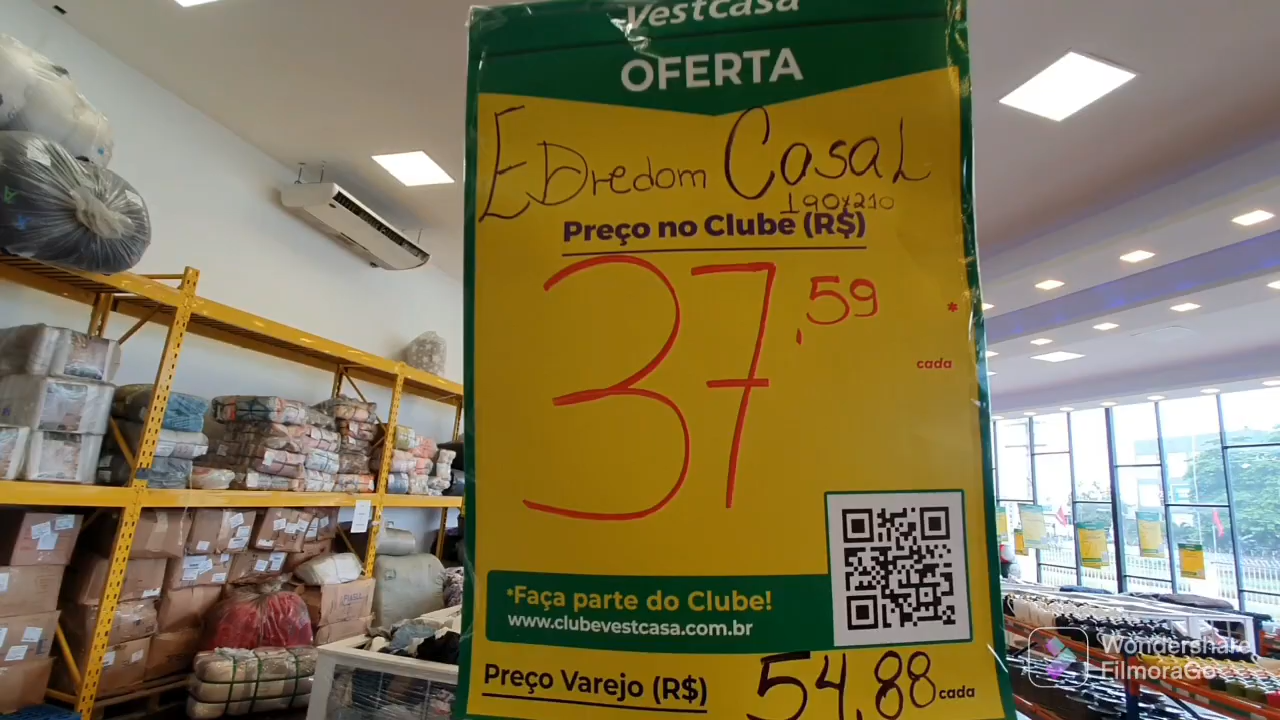 Vestcasa
OFERTA
EDredom Casal
190x210
Preço no Clube (R$)
37,59 *
cada
*Faça parte do Clube!
www.clubevestcasa.com.br
Preço Varejo (R$) 54,88 cada
Wondershare
FilmoraGo